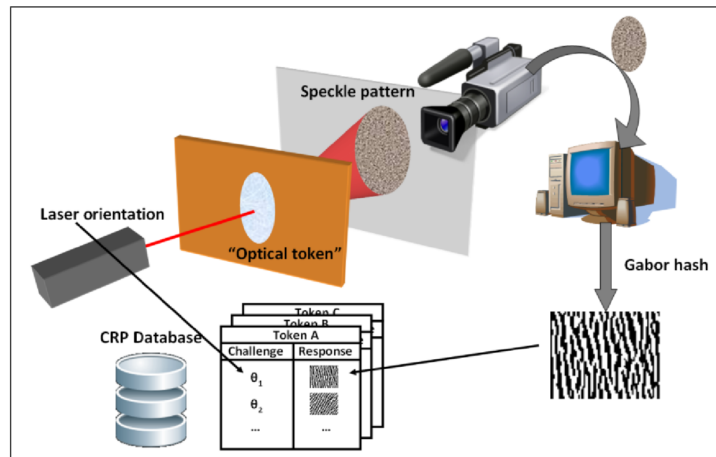 Speckle pattern
Laser orientation
"Optical token"
Gabor hash
CRP Database
Token C
Token B
Token A
Challenge Response
θ1
θ2
... ...